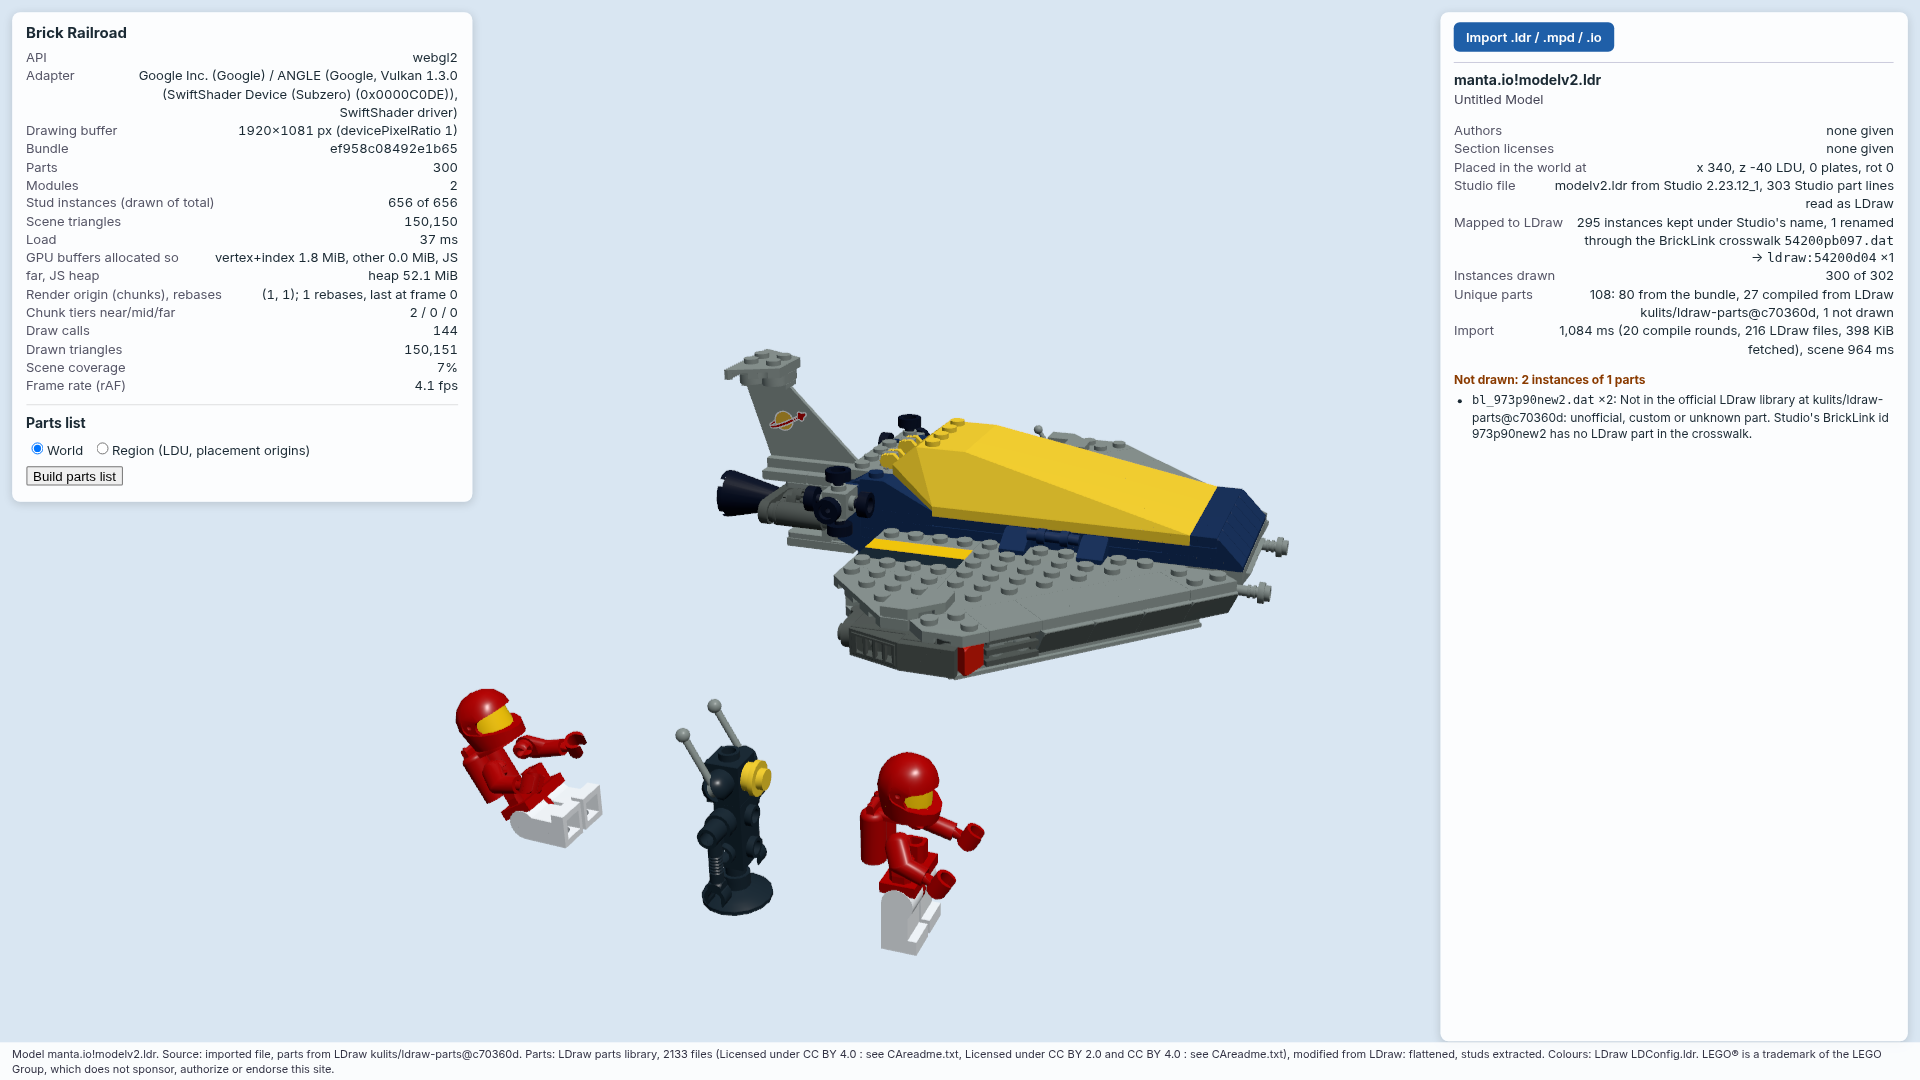 Brick Railroad
API webgl2
Adapter Google Inc. (Google) / ANGLE (Google, Vulkan 1.3.0
(SwiftShader Device (Subzero) (0x0000C0DE)),
SwiftShader driver)
Drawing buffer 1920×1081 px (devicePixelRatio 1)
Bundle ef958c08492e1b65
Parts 300
Modules 2
Stud instances (drawn of total) 656 of 656
Scene triangles 150,150
Load 37 ms
GPU buffers allocated so vertex+index 1.8 MiB, other 0.0 MiB, JS
far, JS heap heap 52.1 MiB
Render origin (chunks), rebases (1, 1); 1 rebases, last at frame 0
Chunk tiers near/mid/far 2 / 0 / 0
Draw calls 144
Drawn triangles 150,151
Scene coverage 7%
Frame rate (rAF) 4.1 fps
Parts list
World Region (LDU, placement origins)
Build parts list
Import .ldr / .mpd / .io
manta.io!modelv2.ldr
Untitled Model
Authors none given
Section licenses none given
Placed in the world at x 340, z -40 LDU, 0 plates, rot 0
Studio file modelv2.ldr from Studio 2.23.12_1, 303 Studio part lines
read as LDraw
Mapped to LDraw 295 instances kept under Studio's name, 1 renamed
through the BrickLink crosswalk 54200pb097.dat
→ ldraw:54200d04 ×1
Instances drawn 300 of 302
Unique parts 108: 80 from the bundle, 27 compiled from LDraw
kulits/ldraw-parts@c70360d, 1 not drawn
Import 1,084 ms (20 compile rounds, 216 LDraw files, 398 KiB
fetched), scene 964 ms
Not drawn: 2 instances of 1 parts
• bl_973p90new2.dat ×2: Not in the official LDraw library at kulits/ldraw-
parts@c70360d: unofficial, custom or unknown part. Studio's BrickLink id
973p90new2 has no LDraw part in the crosswalk.
Model manta.io!modelv2.ldr. Source: imported file, parts from LDraw kulits/ldraw-parts@c70360d. Parts: LDraw parts library, 2133 files (Licensed under CC BY 4.0 : see CAreadme.txt, Licensed under CC BY 2.0 and CC BY 4.0 : see CAreadme.txt), modified from LDraw: flattened, studs extracted. Colours: LDraw LDConfig.ldr. LEGO® is a trademark of the LEGO
Group, which does not sponsor, authorize or endorse this site.